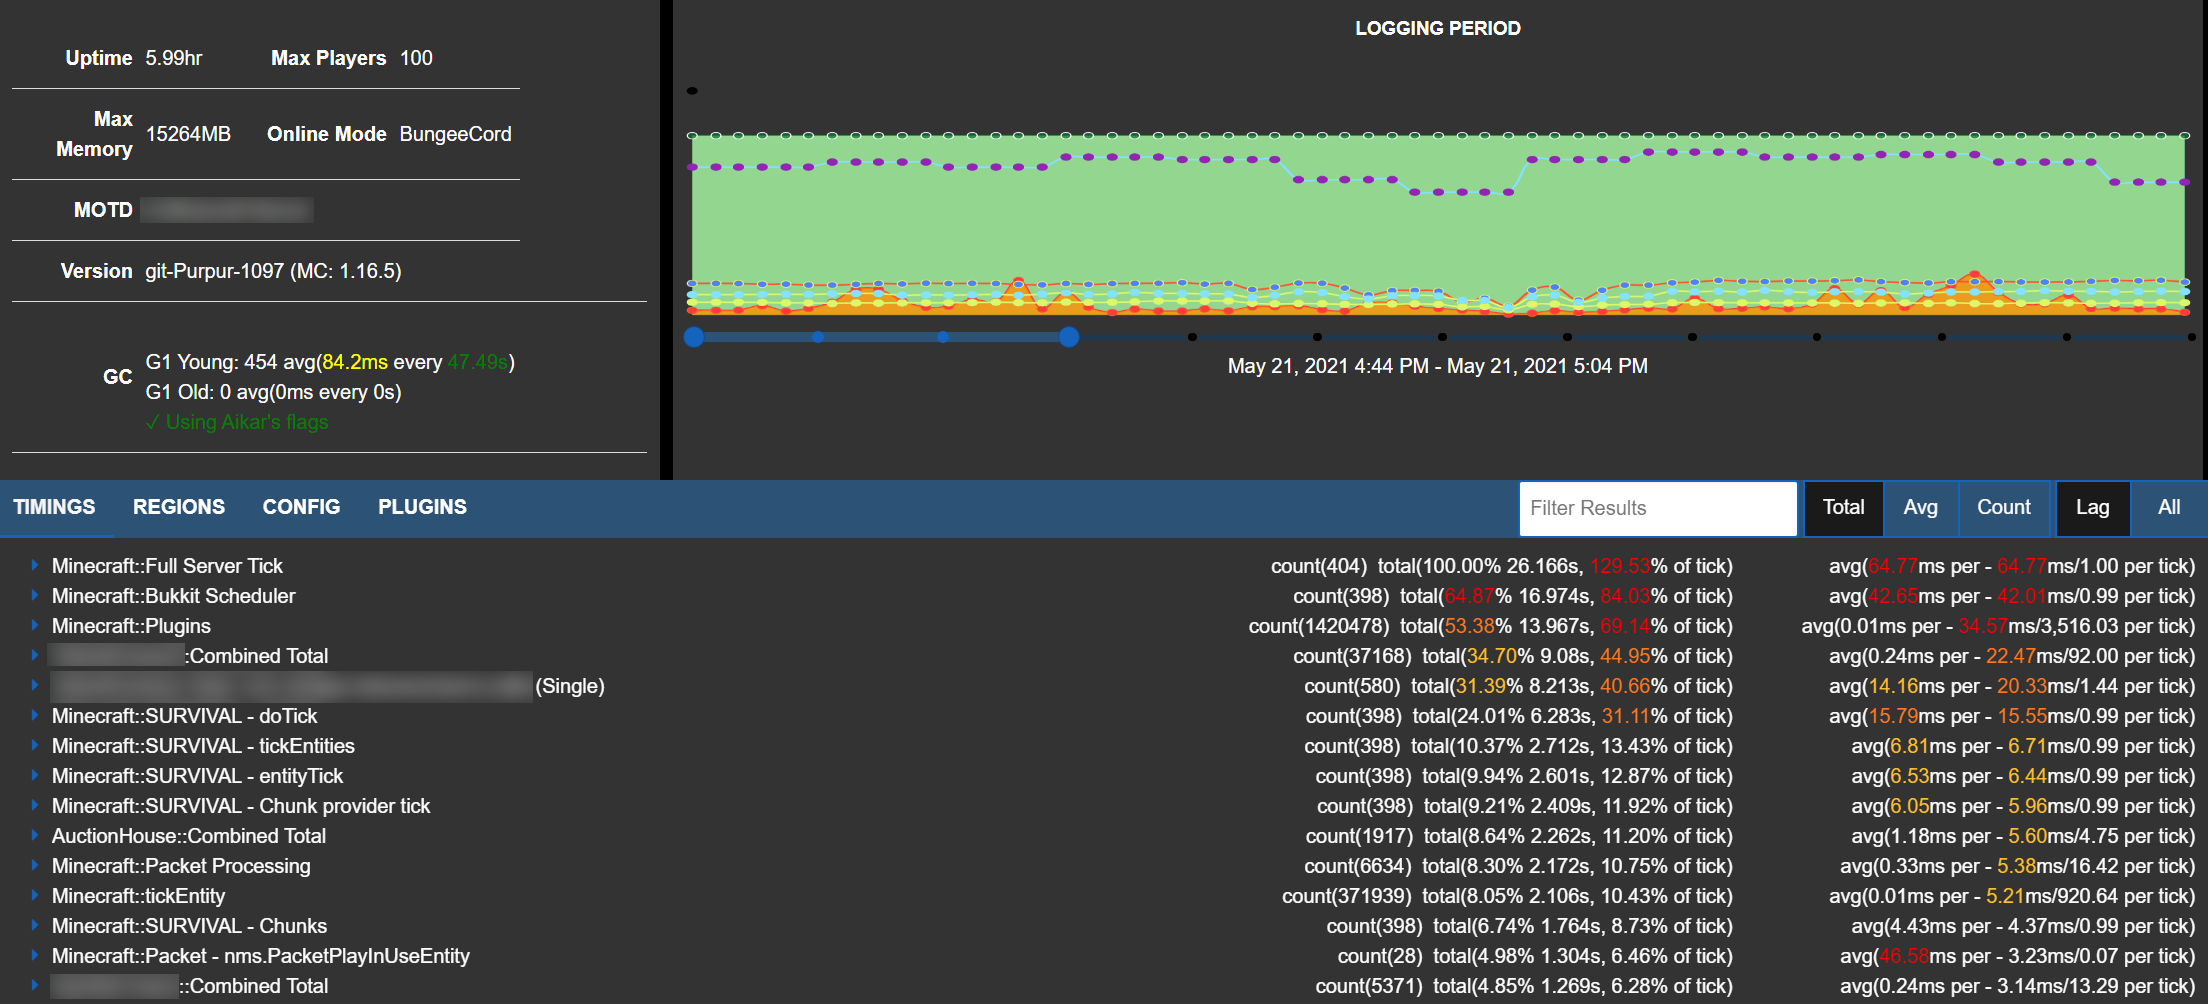 Uptime 5.99hr Max Players 100
Max Memory 15264MB Online Mode BungeeCord
MOTD
Version git-Purpur-1097 (MC: 1.16.5)
GC G1 Young: 454 avg(84.2ms every 47.49s)
G1 Old: 0 avg(0ms every 0s)
✓ Using Aikar's flags
LOGGING PERIOD
May 21, 2021 4:44 PM - May 21, 2021 5:04 PM
TIMINGS REGIONS CONFIG PLUGINS Filter Results Total Avg Count Lag All
Minecraft::Full Server Tick count(404) total(100.00% 26.166s, 129.53% of tick) avg(64.77ms per - 64.77ms/1.00 per tick)
Minecraft::Bukkit Scheduler count(398) total(64.87% 16.974s, 84.03% of tick) avg(42.65ms per - 42.01ms/0.99 per tick)
Minecraft::Plugins count(1420478) total(53.38% 13.967s, 69.14% of tick) avg(0.01ms per - 34.57ms/3,516.03 per tick)
:Combined Total count(37168) total(34.70% 9.08s, 44.95% of tick) avg(0.24ms per - 22.47ms/92.00 per tick)
(Single) count(580) total(31.39% 8.213s, 40.66% of tick) avg(14.16ms per - 20.33ms/1.44 per tick)
Minecraft::SURVIVAL - doTick count(398) total(24.01% 6.283s, 31.11% of tick) avg(15.79ms per - 15.55ms/0.99 per tick)
Minecraft::SURVIVAL - tickEntities count(398) total(10.37% 2.712s, 13.43% of tick) avg(6.81ms per - 6.71ms/0.99 per tick)
Minecraft::SURVIVAL - entityTick count(398) total(9.94% 2.601s, 12.87% of tick) avg(6.53ms per - 6.44ms/0.99 per tick)
Minecraft::SURVIVAL - Chunk provider tick count(398) total(9.21% 2.409s, 11.92% of tick) avg(6.05ms per - 5.96ms/0.99 per tick)
AuctionHouse::Combined Total count(1917) total(8.64% 2.262s, 11.20% of tick) avg(1.18ms per - 5.60ms/4.75 per tick)
Minecraft::Packet Processing count(6634) total(8.30% 2.172s, 10.75% of tick) avg(0.33ms per - 5.38ms/16.42 per tick)
Minecraft::tickEntity count(371939) total(8.05% 2.106s, 10.43% of tick) avg(0.01ms per - 5.21ms/920.64 per tick)
Minecraft::SURVIVAL - Chunks count(398) total(6.74% 1.764s, 8.73% of tick) avg(4.43ms per - 4.37ms/0.99 per tick)
Minecraft::Packet - nms.PacketPlayInUseEntity count(28) total(4.98% 1.304s, 6.46% of tick) avg(46.58ms per - 3.23ms/0.07 per tick)
::Combined Total count(5371) total(4.85% 1.269s, 6.28% of tick) avg(0.24ms per - 3.14ms/13.29 per tick)